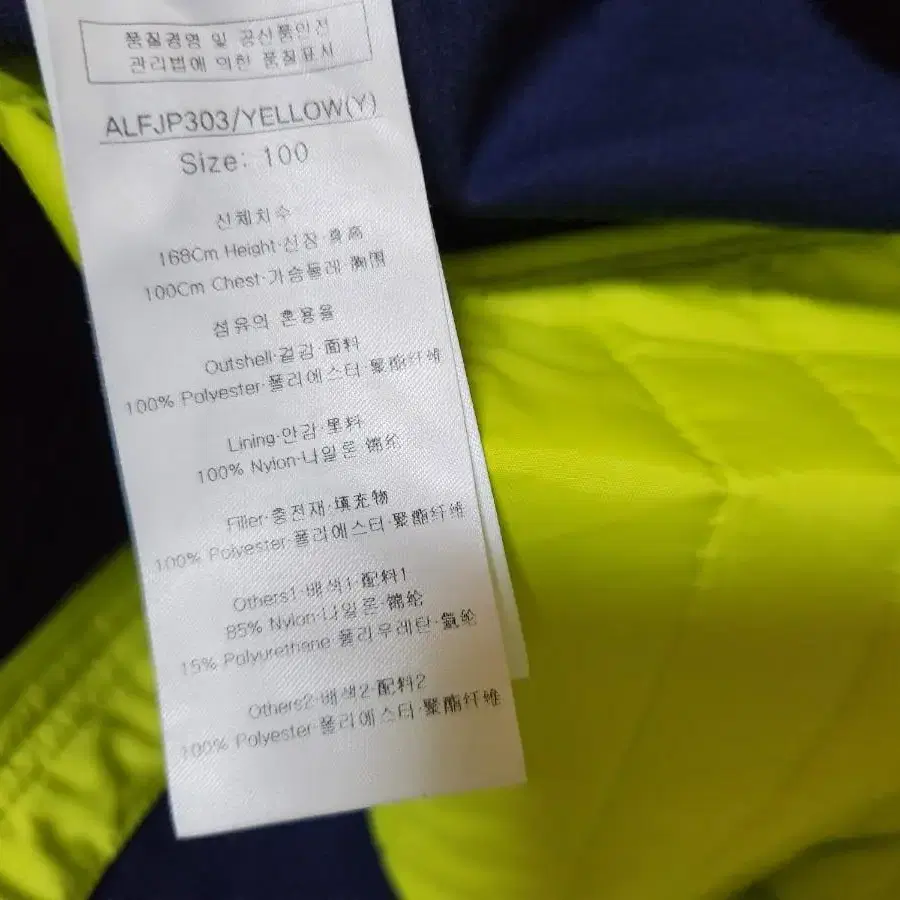 품질경영 및 공산품안전
관리법에 의한 품질표시
ALFJP303/YELLOW(Y)
Size: 100
신체치수
168Cm Height·신장·身高
100Cm Chest·가슴둘레·胸围
섬유의 혼용율
Outshell·겉감·面料
100% Polyester·폴리에스터·聚酯纤维
Lining·안감·里料
100% Nylon·나일론·锦纶
Filler·충전재·填充物
100% Polyester·폴리에스터·聚酯纤维
Others1·배색1·配料1
85% Nylon·나일론·锦纶
15% Polyurethane·폴리우레탄·氨纶
Others2·배색2·配料2
100% Polyester·폴리에스터·聚酯纤维